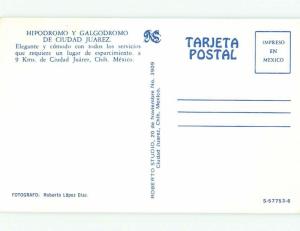 HIPODROMO Y GALGODROMO
DE CIUDAD JUAREZ.
Elegante y cómodo con todos los servicios
que requiere un lugar de esparcimiento, a
9 Kms. de Ciudad Juárez, Chih. México.
FOTOGRAFO. Roberto López Díaz.
ROBERTO STUDIO, 20 de Noviembre No. 3909
Ciudad Juárez, Chih. México.
TARJETA
POSTAL
IMPRESO
EN
MEXICO
S-57753-6